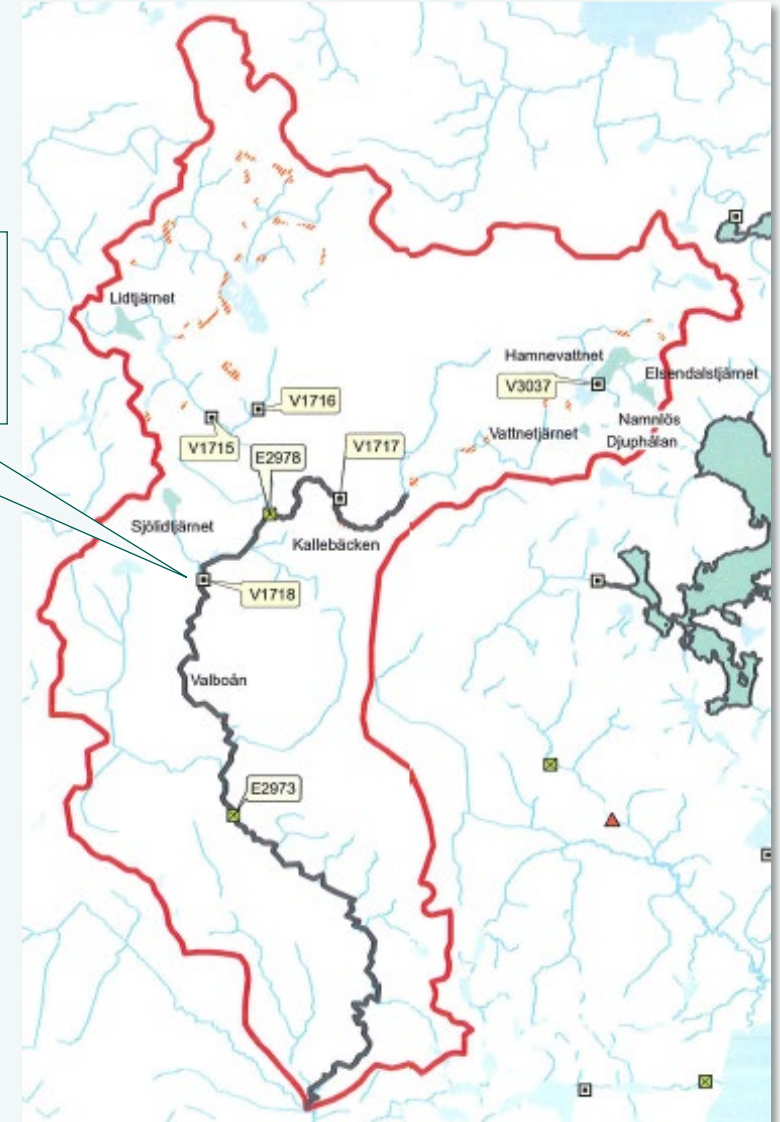 Lidtjärnet
Hamnevattnet
Elsendalstjärnet
V3037
V1716
Namnlös
Djuphålan
V1715
Vattnetjärnet
V1717
E2978
Sjölidtjärnet
Kallebäcken
V1718
Valboån
E2973